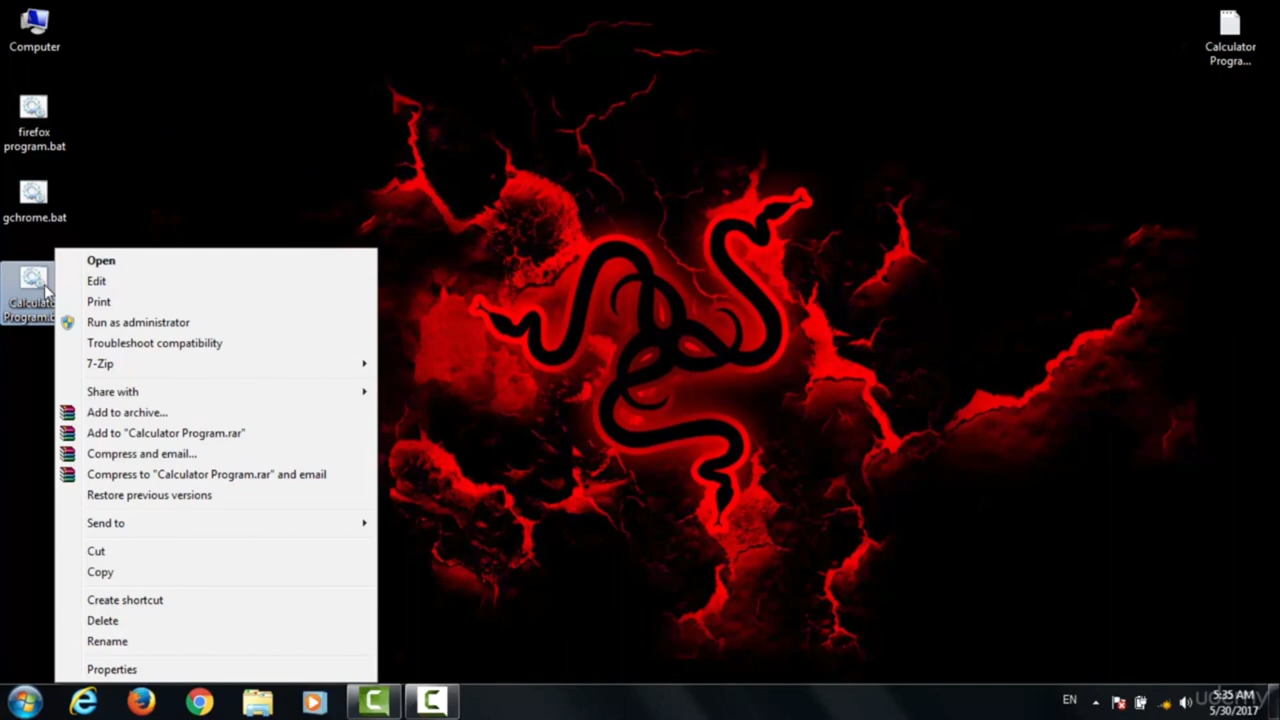 Computer
firefox
program.bat
gchrome.bat
Calculator
Progra...
Open
Edit
Print
Run as administrator
Troubleshoot compatibility
7-Zip
Share with
Add to archive...
Add to "Calculator Program.rar"
Compress and email...
Compress to "Calculator Program.rar" and email
Restore previous versions
Send to
Cut
Copy
Create shortcut
Delete
Rename
Properties
EN
5:35 AM
5/30/2017
udemy